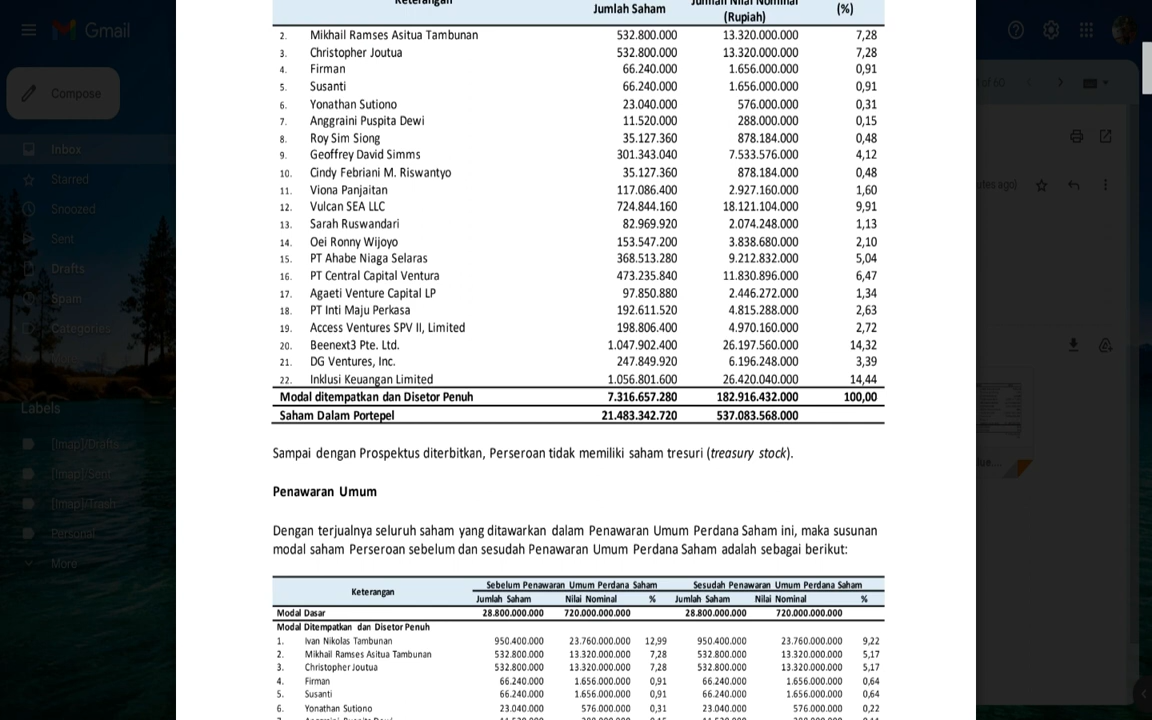 Keterangan Jumlah Saham Jumlah Nilai Nominal (Rupiah) (%)
2. Mikhail Ramses Asitua Tambunan 532.800.000 13.320.000.000 7,28
3. Christopher Joutua 532.800.000 13.320.000.000 7,28
4. Firman 66.240.000 1.656.000.000 0,91
5. Susanti 66.240.000 1.656.000.000 0,91
6. Yonathan Sutiono 23.040.000 576.000.000 0,31
7. Anggraini Puspita Dewi 11.520.000 288.000.000 0,15
8. Roy Sim Siong 35.127.360 878.184.000 0,48
9. Geoffrey David Simms 301.343.040 7.533.576.000 4,12
10. Cindy Febriani M. Riswantyo 35.127.360 878.184.000 0,48
11. Viona Panjaitan 117.086.400 2.927.160.000 1,60
12. Vulcan SEA LLC 724.844.160 18.121.104.000 9,91
13. Sarah Ruswandari 82.969.920 2.074.248.000 1,13
14. Oei Ronny Wijoyo 153.547.200 3.838.680.000 2,10
15. PT Ahabe Niaga Selaras 368.513.280 9.212.832.000 5,04
16. PT Central Capital Ventura 473.235.840 11.830.896.000 6,47
17. Agaeti Venture Capital LP 97.850.880 2.446.272.000 1,34
18. PT Inti Maju Perkasa 192.611.520 4.815.288.000 2,63
19. Access Ventures SPV II, Limited 198.806.400 4.970.160.000 2,72
20. Beenext3 Pte. Ltd. 1.047.902.400 26.197.560.000 14,32
21. DG Ventures, Inc. 247.849.920 6.196.248.000 3,39
22. Inklusi Keuangan Limited 1.056.801.600 26.420.040.000 14,44
Modal ditempatkan dan Disetor Penuh 7.316.657.280 182.916.432.000 100,00
Saham Dalam Portepel 21.483.342.720 537.083.568.000
Sampai dengan Prospektus diterbitkan, Perseroan tidak memiliki saham tresuri (treasury stock).
Penawaran Umum
Dengan terjualnya seluruh saham yang ditawarkan dalam Penawaran Umum Perdana Saham ini, maka susunan
modal saham Perseroan sebelum dan sesudah Penawaran Umum Perdana Saham adalah sebagai berikut:
Keterangan Sebelum Penawaran Umum Perdana Saham Sesudah Penawaran Umum Perdana Saham
Jumlah Saham Nilai Nominal % Jumlah Saham Nilai Nominal %
Modal Dasar 28.800.000.000 720.000.000.000 28.800.000.000 720.000.000.000
Modal Ditempatkan dan Disetor Penuh
1. Ivan Nikolas Tambunan 950.400.000 23.760.000.000 12,99 950.400.000 23.760.000.000 9,22
2. Mikhail Ramses Asitua Tambunan 532.800.000 13.320.000.000 7,28 532.800.000 13.320.000.000 5,17
3. Christopher Joutua 532.800.000 13.320.000.000 7,28 532.800.000 13.320.000.000 5,17
4. Firman 66.240.000 1.656.000.000 0,91 66.240.000 1.656.000.000 0,64
5. Susanti 66.240.000 1.656.000.000 0,91 66.240.000 1.656.000.000 0,64
6. Yonathan Sutiono 23.040.000 576.000.000 0,31 23.040.000 576.000.000 0,22
Gmail
Compose
Inbox
Starred
Snoozed
Sent
Drafts
Spam
Categories
Labels
[Imap]/Drafts
[Imap]/Sent
[Imap]/Trash
Personal
More
of 60